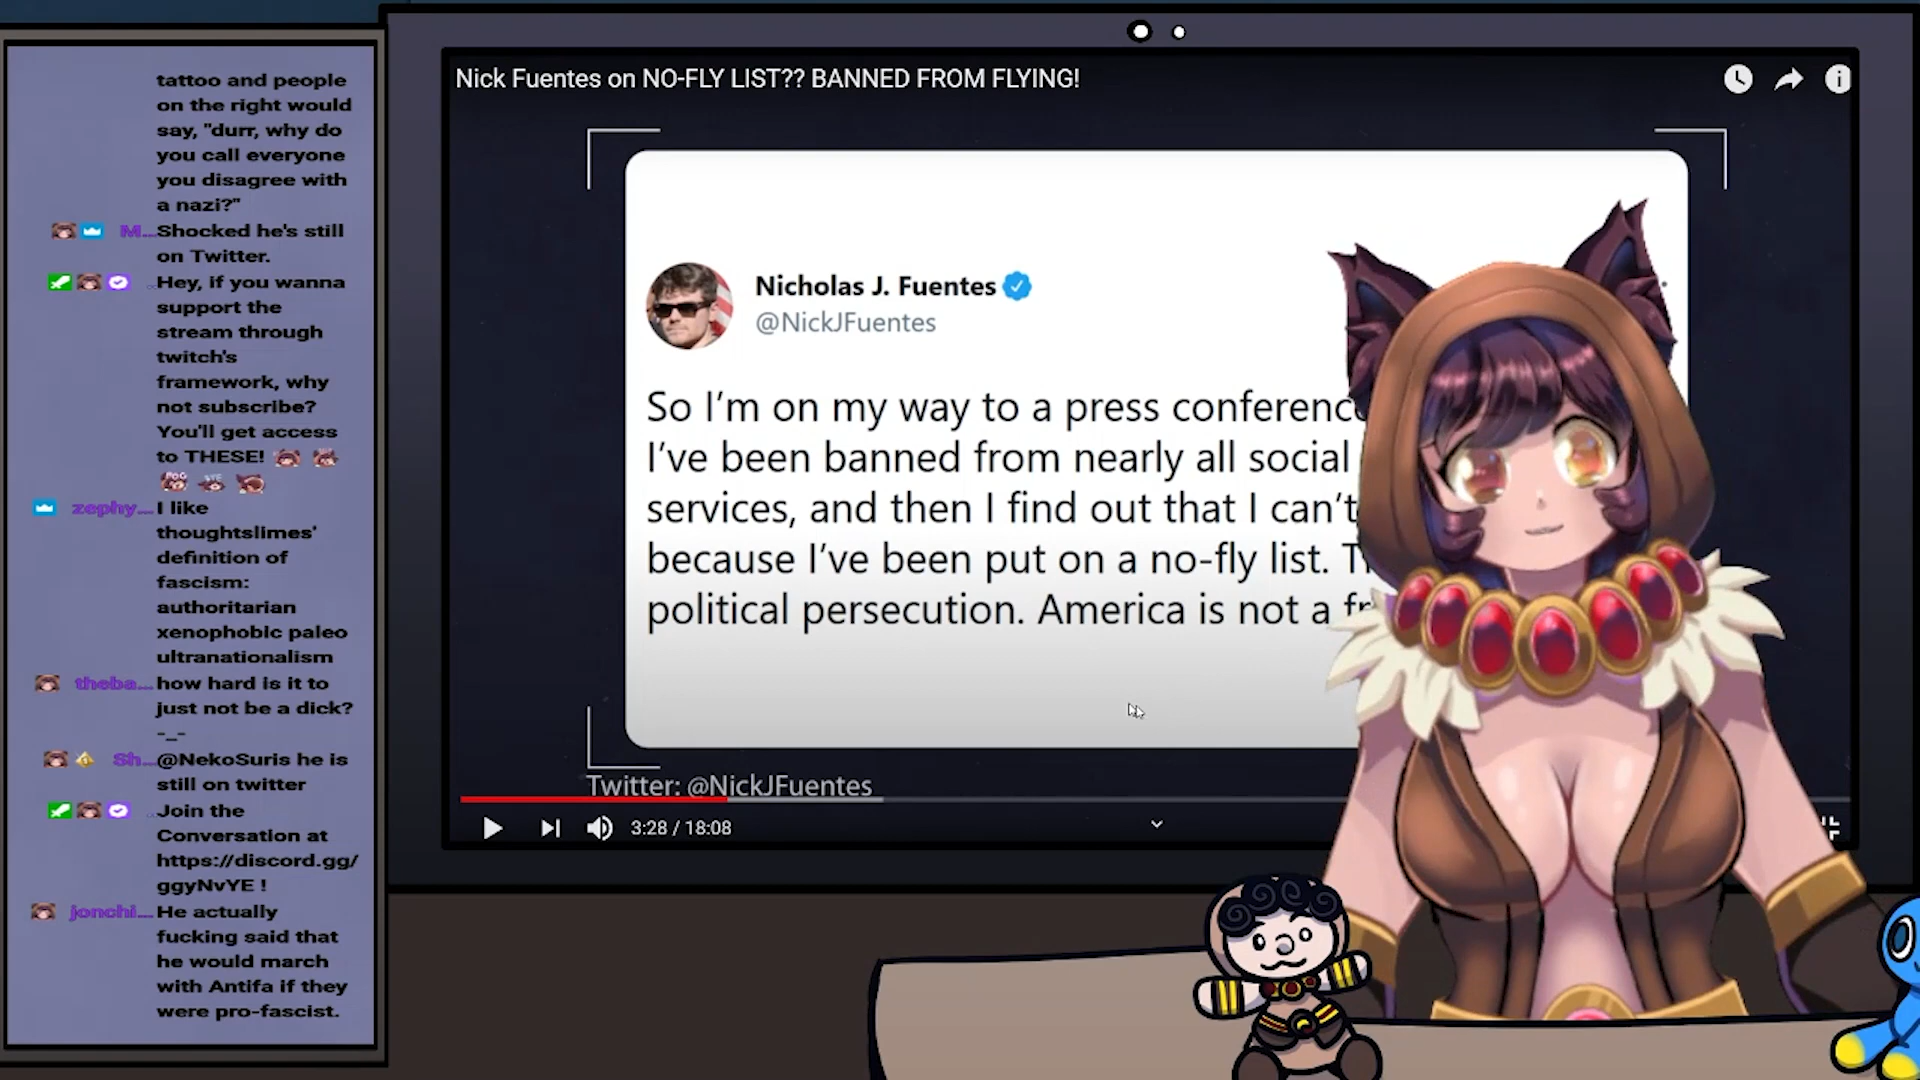 tattoo and people
on the right would
say, "durr, why do
you call everyone
you disagree with
a nazi?"
M... Shocked he's still
on Twitter.
Hey, if you wanna
support the
stream through
twitch's
framework, why
not subscribe?
You'll get access
to THESE!
zephy... I like
thoughtslimes'
definition of
fascism:
authoritarian
xenophobic paleo
ultranationalism
theba... how hard is it to
just not be a dick?
-_-
Sh... @NekoSuris he is
still on twitter
Join the
Conversation at
https://discord.gg/
ggyNvYE !
jonchi... He actually
fucking said that
he would march
with Antifa if they
were pro-fascist.
Nick Fuentes on NO-FLY LIST?? BANNED FROM FLYING!
Nicholas J. Fuentes
@NickJFuentes
So I'm on my way to a press conference
I've been banned from nearly all social
services, and then I find out that I can't
because I've been put on a no-fly list.
political persecution. America is not a
Twitter: @NickJFuentes
3:28 / 18:08